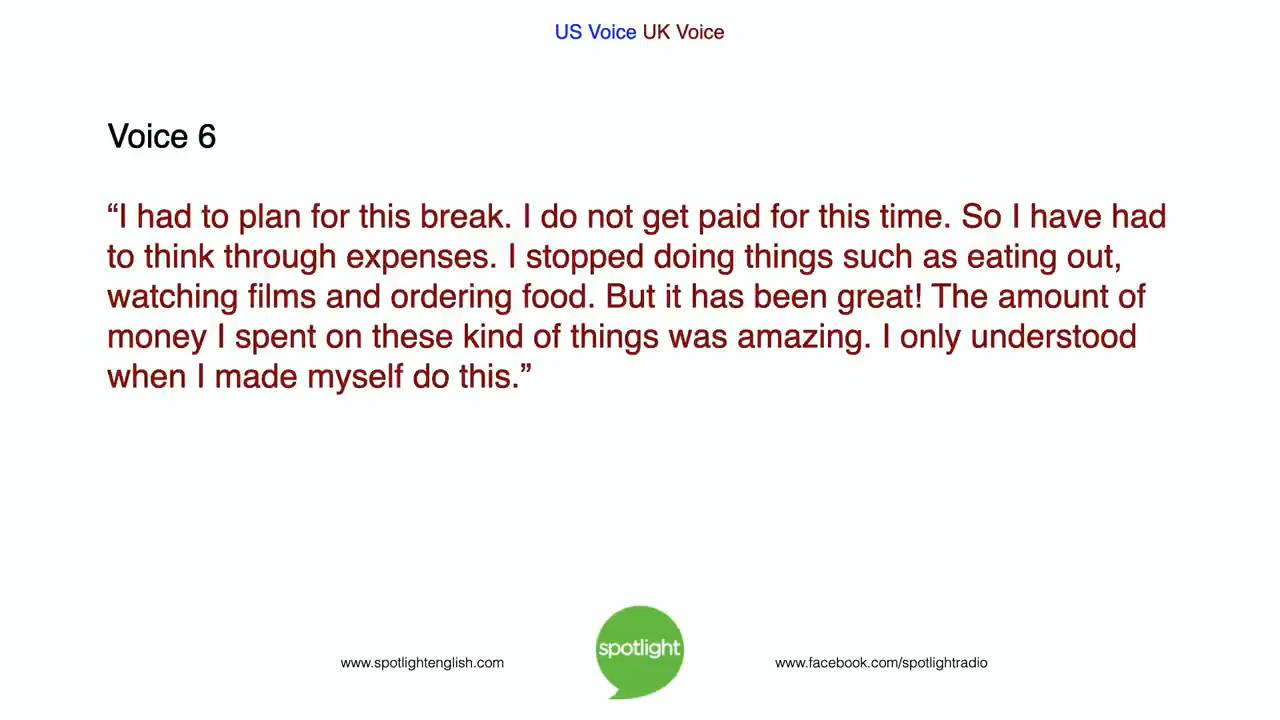 US Voice UK Voice
Voice 6
“I had to plan for this break. I do not get paid for this time. So I have had
to think through expenses. I stopped doing things such as eating out,
watching films and ordering food. But it has been great! The amount of
money I spent on these kind of things was amazing. I only understood
when I made myself do this.”
spotlight
www.spotlightenglish.com
www.facebook.com/spotlightradio